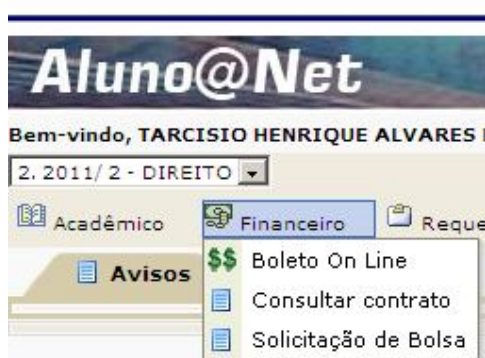 Aluno@Net
Bem-vindo, TARCISIO HENRIQUE ALVARES
2. 2011/ 2 - DIREITO
Acadêmico Financeiro Reque
Avisos
$$ Boleto On Line
Consultar contrato
Solicitação de Bolsa